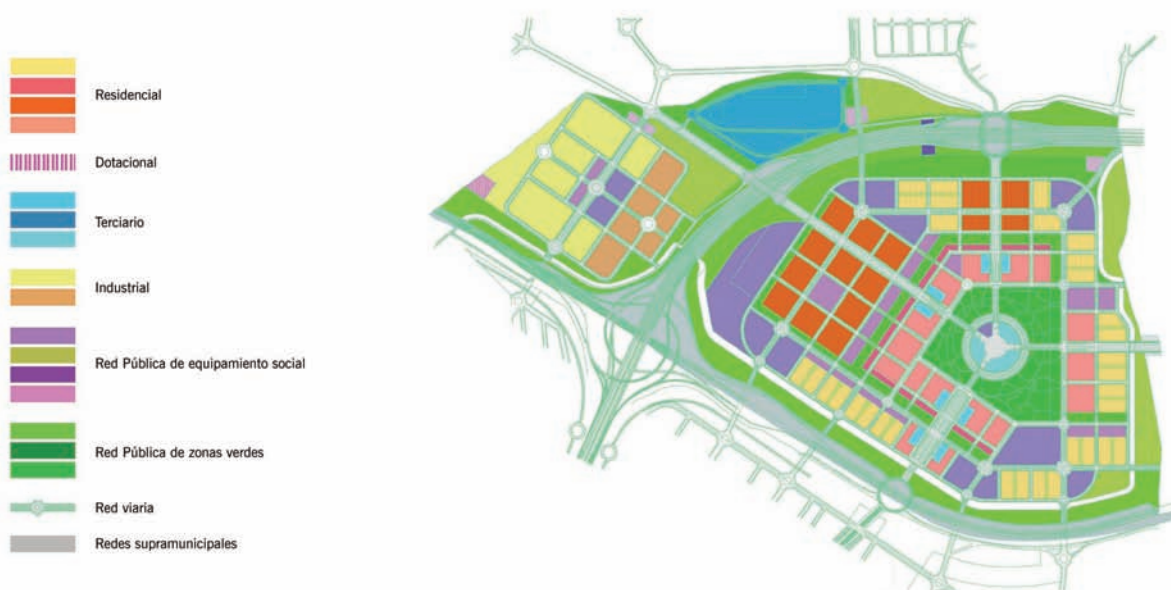 Residencial
Dotacional
Terciario
Industrial
Red Pública de equipamiento social
Red Pública de zonas verdes
Red viaria
Redes supramunicipales